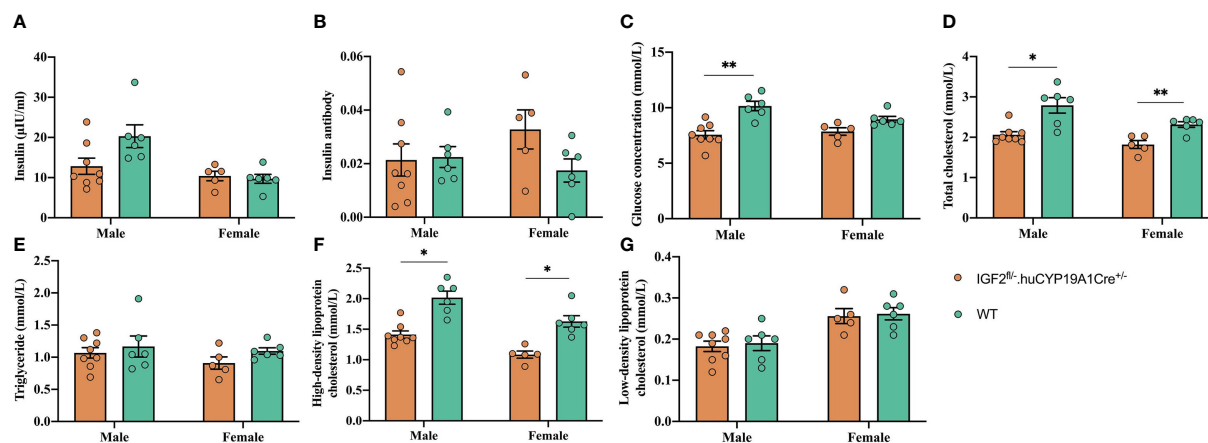 A
Insulin (µIU/ml)
40
30
20
10
0
Male
Female
B
Insulin antibody
0.06
0.04
0.02
0.00
Male
Female
C
Glucose concentration (mmol/L)
15
10
5
0
**
Male
Female
D
Total cholesterol (mmol/L)
4
3
2
1
0
*
**
Male
Female
E
Triglyceride (mmol/L)
2.5
2.0
1.5
1.0
0.5
0.0
Male
Female
F
High-density lipoprotein
cholesterol (mmol/L)
2.5
2.0
1.5
1.0
0.5
0.0
*
*
Male
Female
G
Low-density lipoprotein
cholesterol (mmol/L)
0.4
0.3
0.2
0.1
0.0
Male
Female
IGF2fl/-.huCYP19A1Cre+/-
WT